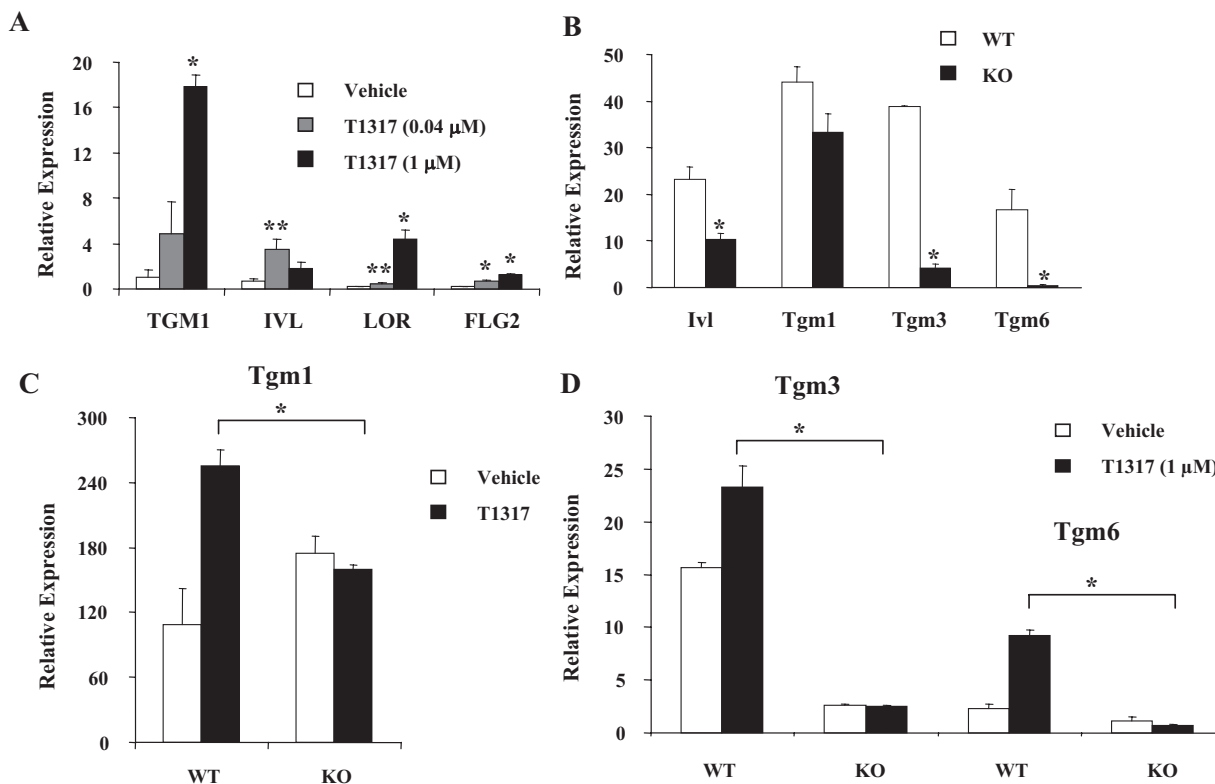 A
Relative Expression
20
16
12
8
4
0
Vehicle
T1317 (0.04 μM)
T1317 (1 μM)
*
**
**
*
*
*
TGM1 IVL LOR FLG2
B
Relative Expression
50
40
30
20
10
0
WT
KO
*
*
*
Ivl Tgm1 Tgm3 Tgm6
C
Tgm1
Relative Expression
300
240
180
120
60
0
*
Vehicle
T1317
WT KO
D
Tgm3
Relative Expression
30
25
20
15
10
5
0
*
Vehicle
T1317 (1 μM)
Tgm6
*
WT KO WT KO